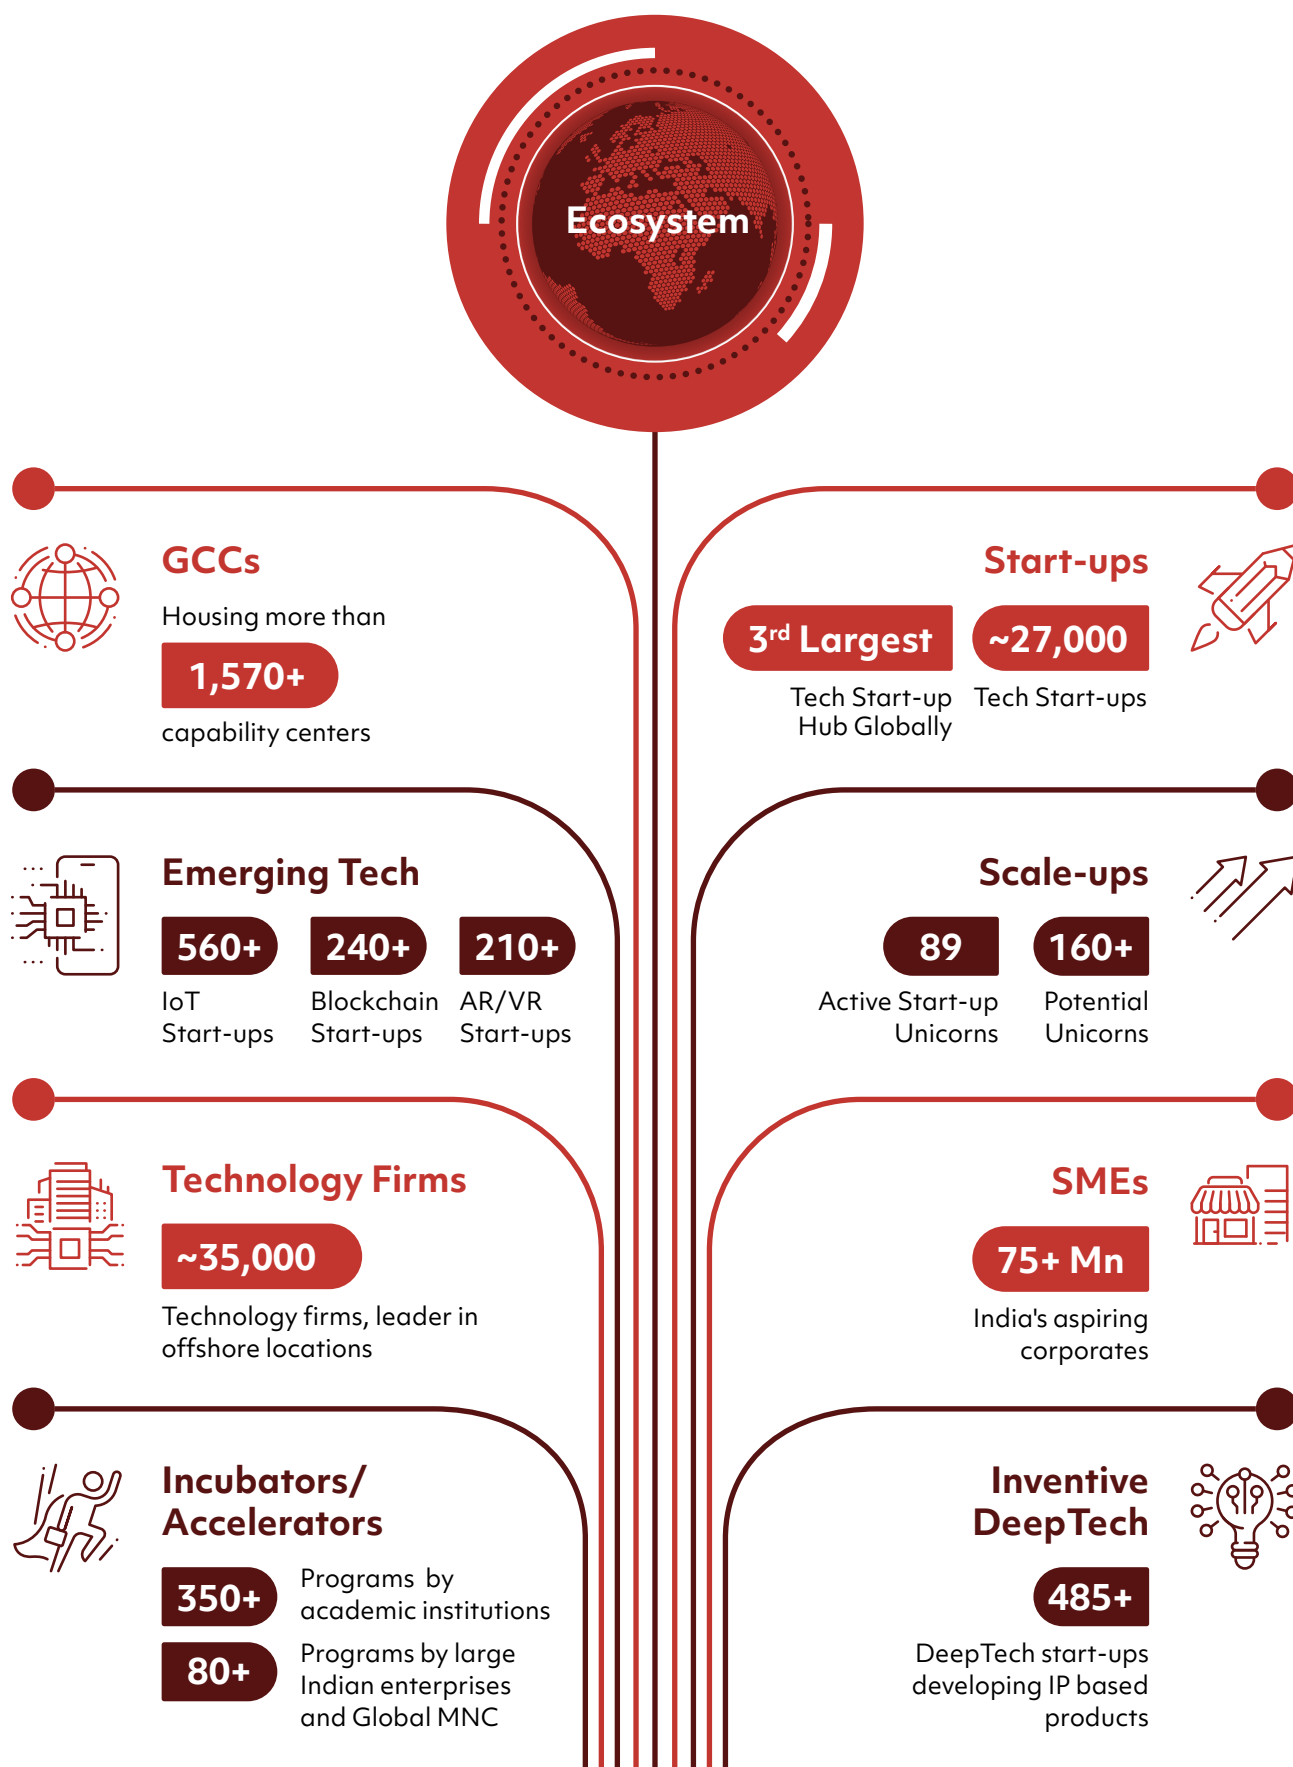 Ecosystem
GCCs
Housing more than
1,570+
capability centers
Start-ups
3rd Largest
Tech Start-up
Hub Globally
~27,000
Tech Start-ups
Emerging Tech
560+
IoT
Start-ups
240+
Blockchain
Start-ups
210+
AR/VR
Start-ups
Scale-ups
89
Active Start-up
Unicorns
160+
Potential
Unicorns
Technology Firms
~35,000
Technology firms, leader in
offshore locations
SMEs
75+ Mn
India's aspiring
corporates
Incubators/
Accelerators
350+
Programs by
academic institutions
80+
Programs by large
Indian enterprises
and Global MNC
Inventive
DeepTech
485+
DeepTech start-ups
developing IP based
products